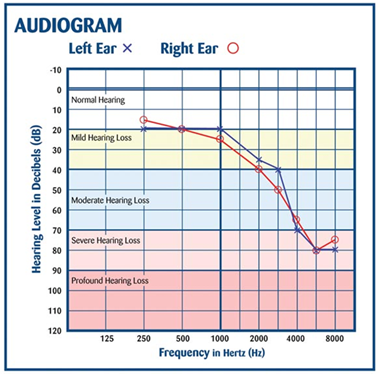 AUDIOGRAM
Left Ear × Right Ear ○
Hearing Level in Decibels (dB)
-10
0
Normal Hearing
10
20
Mild Hearing Loss
30
40
50
Moderate Hearing Loss
60
70
Severe Hearing Loss
80
90
Profound Hearing Loss
100
110
120
125 250 500 1000 2000 4000 8000
Frequency in Hertz (Hz)